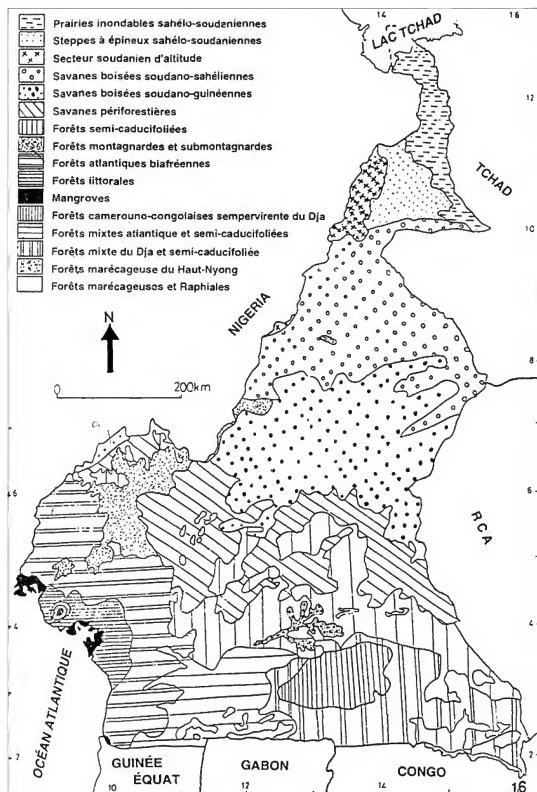 Prairies inondables sahélo-soudaniennes
Steppes à épineux sahélo-soudaniennes
Secteur soudanien d'altitude
Savanes boisées soudano-sahéliennes
Savanes boisées soudano-guinéennes
Savanes périforestières
Forêts semi-caducifoliées
Forêts montagnardes et submontagnardes
Forêts atlantiques biafréennes
Forêts littorales
Mangroves
Forêts camerouno-congolaises sempervirente du Dja
Forêts mixtes atlantique et semi-caducifoliées
Forêts mixte du Dja et semi-caducifoliée
Forêts marécageuse du Haut-Nyong
Forêts marécageusos et Raphiales
14
16
LAC TCHAD
12
TCHAD
10
NIGERIA
N
0
200km
8
6
RCA
4
4
OCÉAN ATLANTIQUE
2
2
GUINÉE
ÉQUAT
GABON
CONGO
10
12
14
16